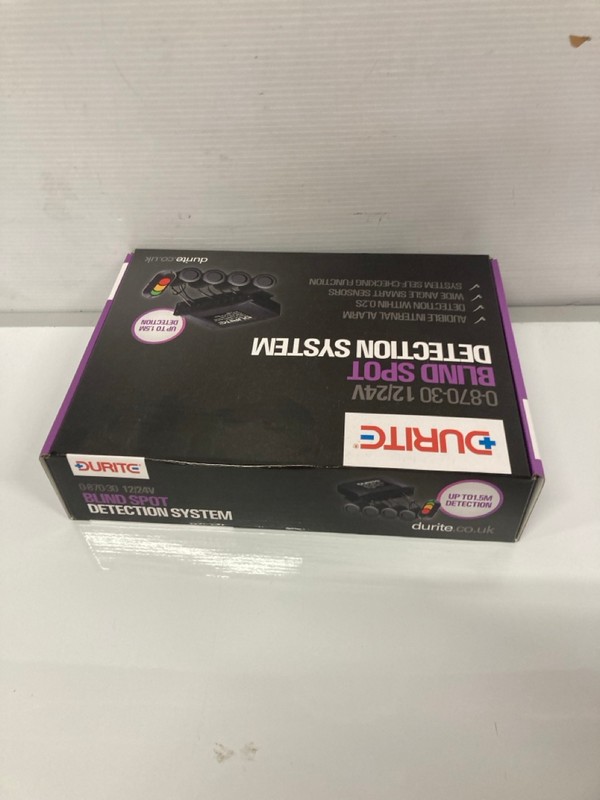 DURITE
0-870-30 12/24V
BLIND SPOT
DETECTION SYSTEM
AUDIBLE INTERNAL ALARM
DETECTION WITHIN 0.2S
WIDE ANGLE SMART SENSORS
SYSTEM SELF-CHECKING FUNCTION
UP TO 1.5M
DETECTION
DURITE
durite.co.uk
DURITE
0-870-30 12/24V
BLIND SPOT
DETECTION SYSTEM
UP TO 1.5M
DETECTION
durite.co.uk